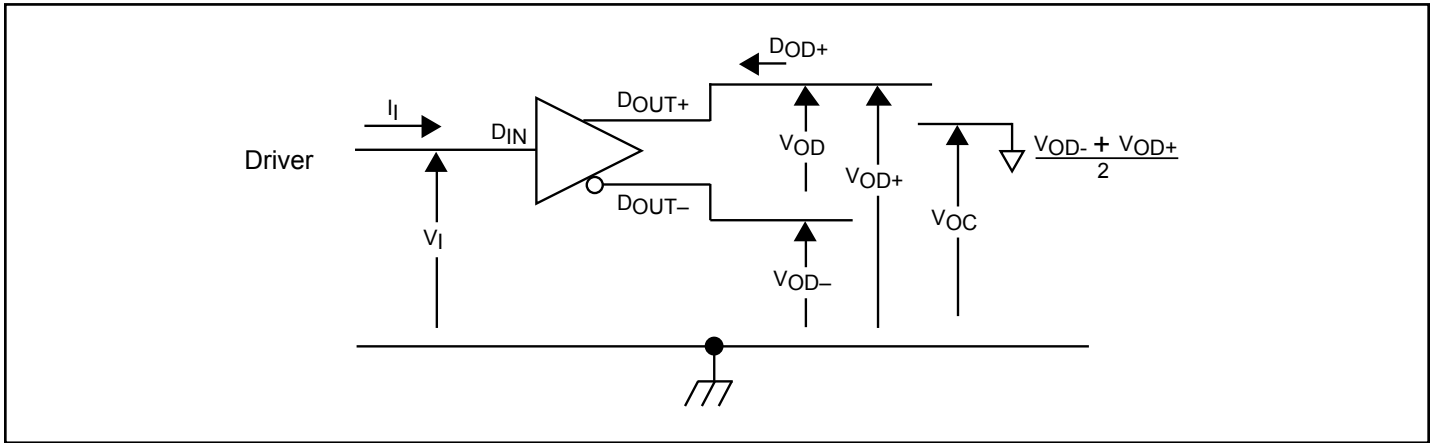 DOD+
II
DOUT+
DIN
Driver
VOD
VOD- + VOD+
2
VOD+
DOUT–
VOC
VI
VOD–